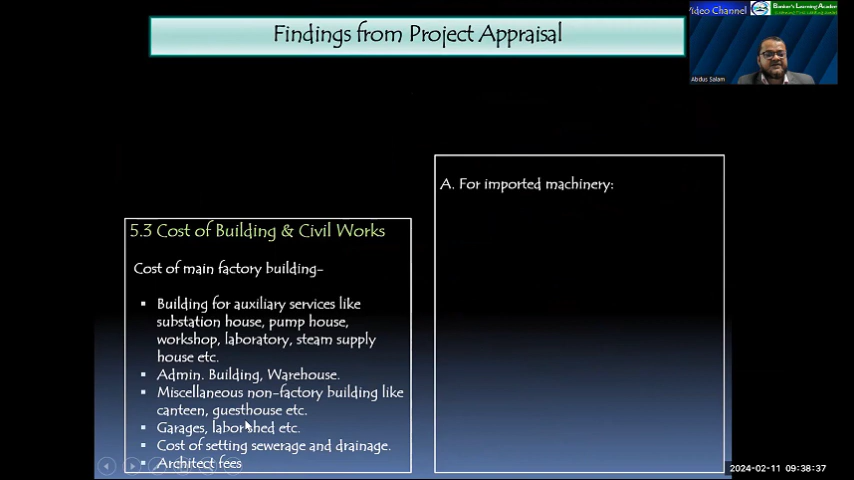 Findings from Project Appraisal
Video Channel
Banker's Learning Academy
Abdus Salam
5.3 Cost of Building & Civil Works
Cost of main factory building-
▪ Building for auxiliary services like
substation house, pump house,
workshop, laboratory, steam supply
house etc.
▪ Admin. Building, Warehouse.
▪ Miscellaneous non-factory building like
canteen, guesthouse etc.
▪ Garages, labor shed etc.
▪ Cost of setting sewerage and drainage.
▪ Architect fees
A. For imported machinery:
2024-02-11 09:38:37